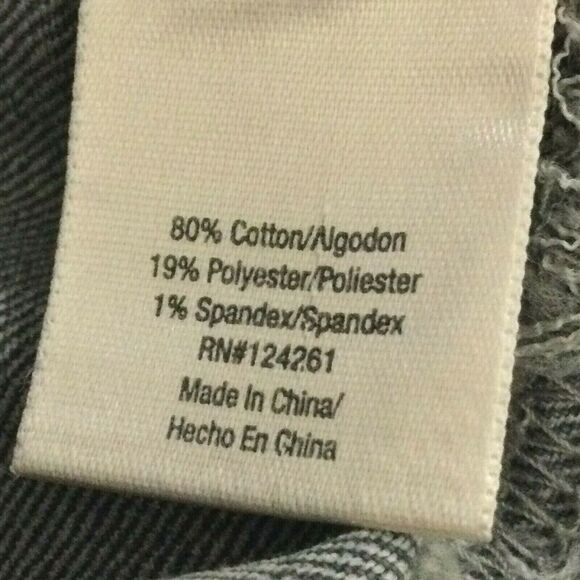 80% Cotton/Algodon
19% Polyester/Poliester
1% Spandex/Spandex
RN#124261
Made In China/
Hecho En China